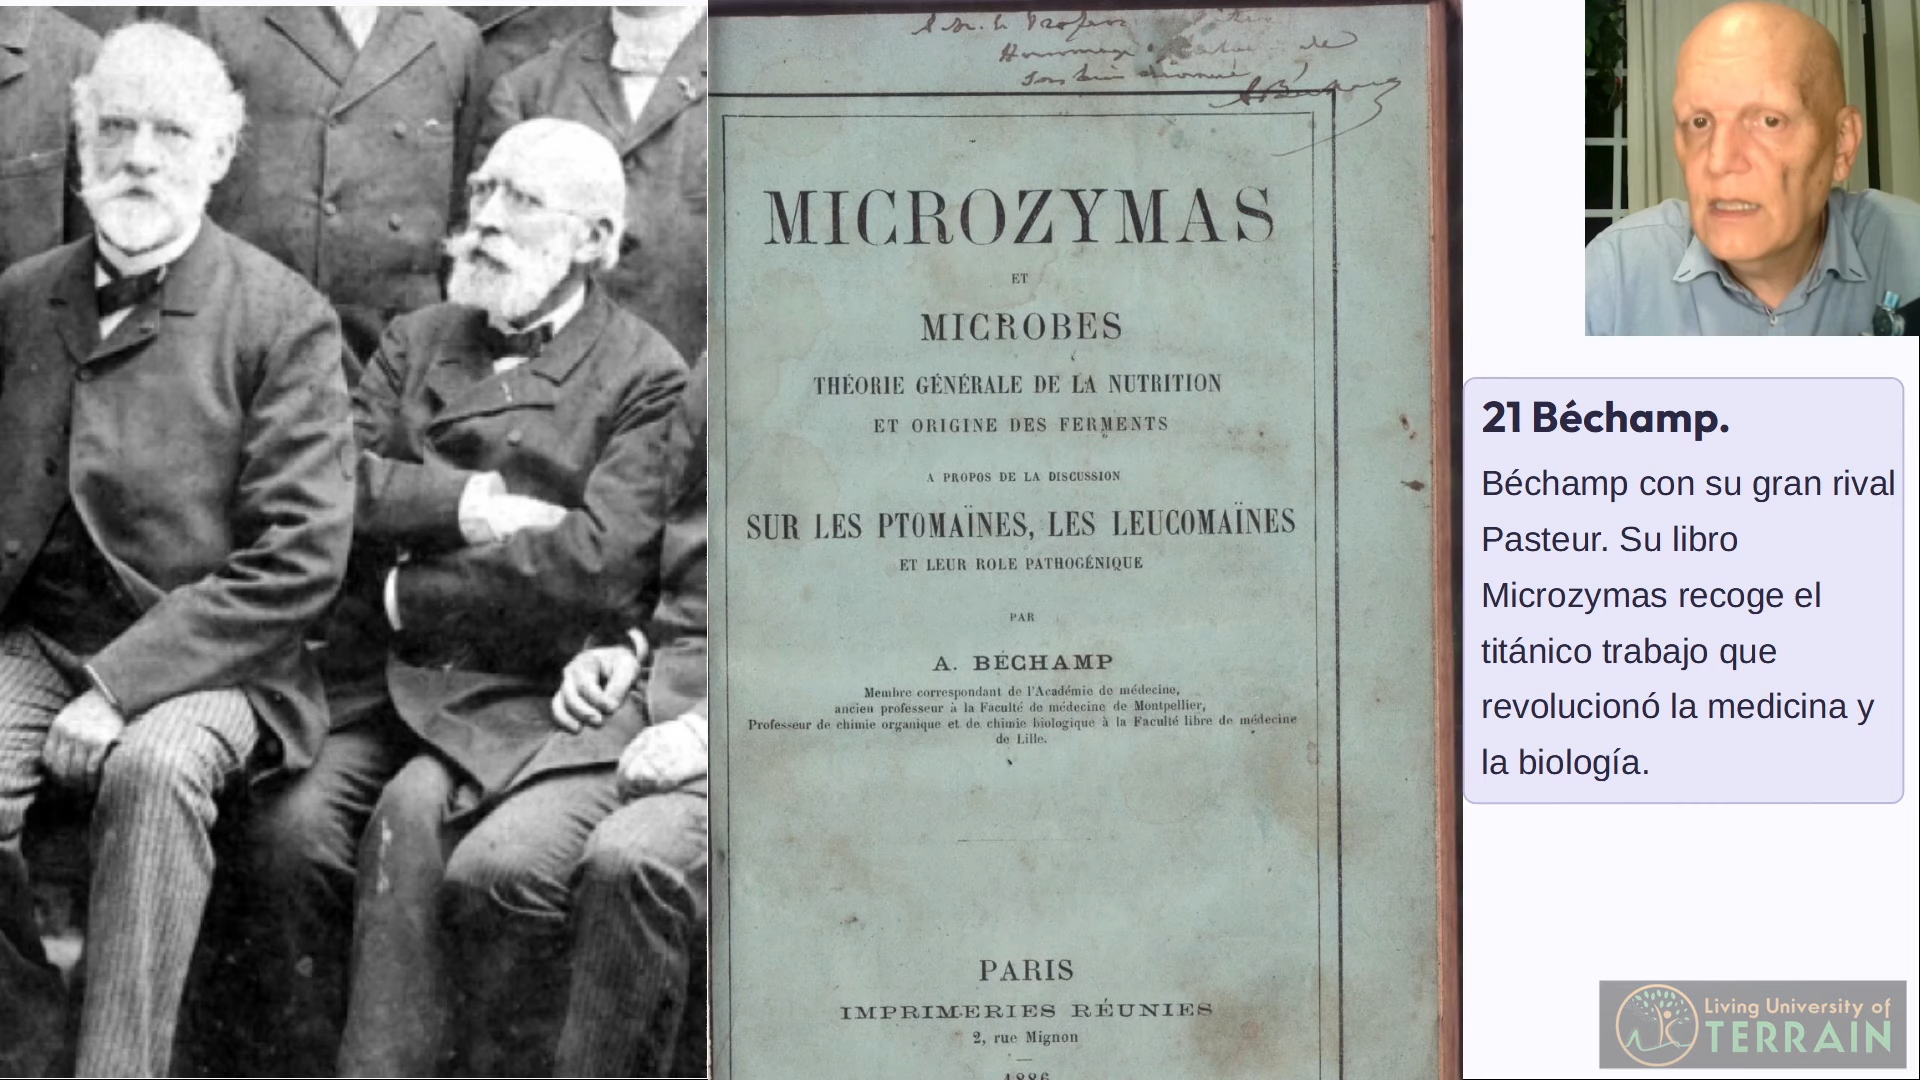 Hommage
de
MICROZYMAS
ET
MICROBES
THÉORIE GÉNÉRALE DE LA NUTRITION
ET ORIGINE DES FERMENTS
A PROPOS DE LA DISCUSSION
SUR LES PTOMAÏNES, LES LEUCOMAÏNES
ET LEUR ROLE PATHOGÉNIQUE
PAR
A. BÉCHAMP
Membre correspondant de l'Académie de médecine,
ancien professeur à la Faculté de médecine de Montpellier,
Professeur de chimie organique et de chimie biologique à la Faculté libre de médecine
de Lille.
PARIS
IMPRIMERIES RÉUNIES
2, rue Mignon
21 Béchamp.
Béchamp con su gran rival
Pasteur. Su libro
Microzymas recoge el
titánico trabajo que
revolucionó la medicina y
la biología.
Living University of
TERRAIN